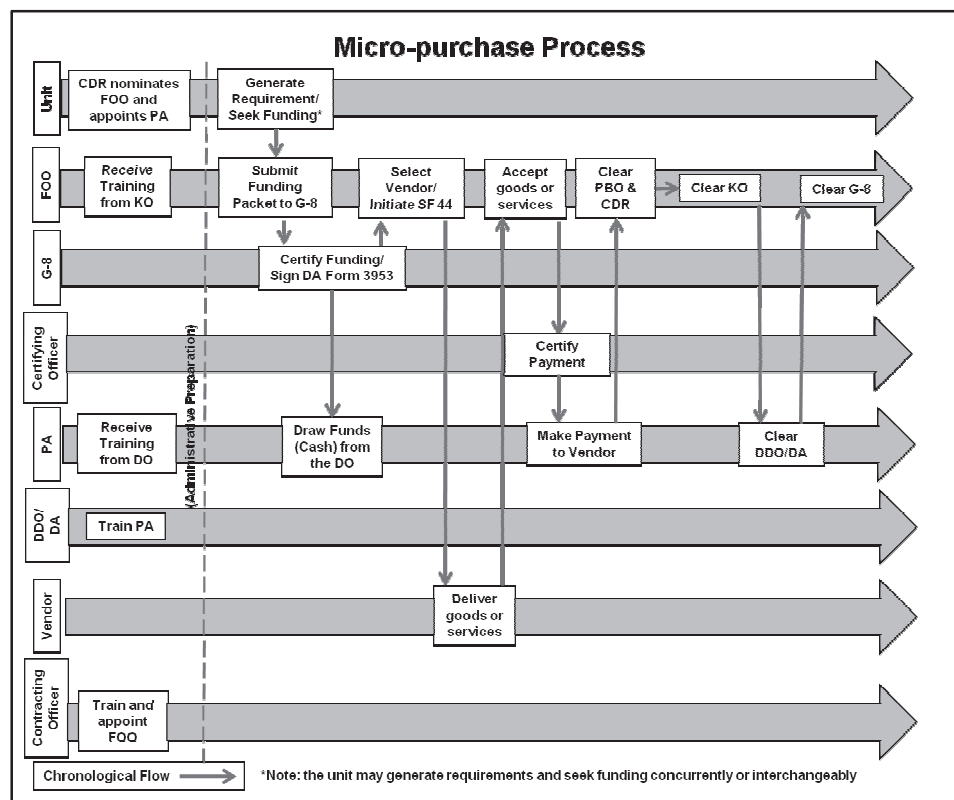 Micro-purchase Process
Unit
CDR nominates
FOO and
appoints PA
Generate
Requirement/
Seek Funding*
FOO
Receive
Training
from KO
Submit
Funding
Packet to G-8
Select
Vendor/
Initiate SF 44
Accept
goods or
services
Clear
PBO &
CDR
Clear KO
Clear G-8
G-8
Certify Funding/
Sign DA Form 3953
Certifying
Officer
Certify
Payment
(Administrative Preparation)
PA
Receive
Training
from DO
Draw Funds
(Cash) from
the DO
Make Payment
to Vendor
Clear
DDO/DA
DDO/
DA
Train PA
Vendor
Deliver
goods or
services
Contracting
Officer
Train and
appoint
FOO
Chronological Flow
*Note: the unit may generate requirements and seek funding concurrently or interchangeably